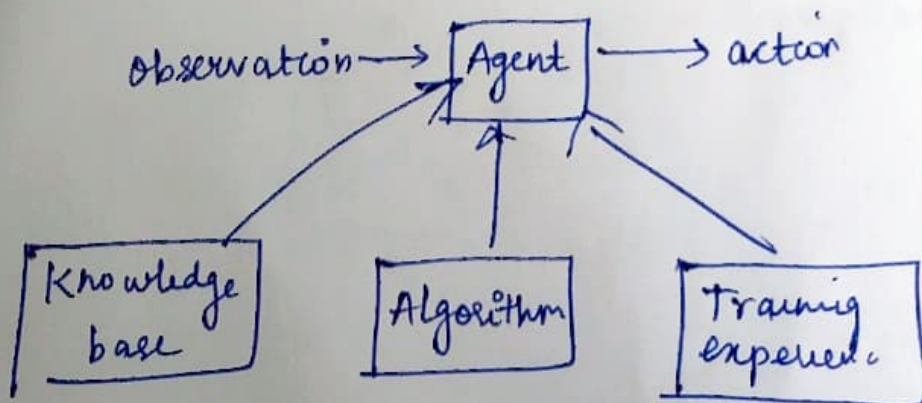 observation → Agent → action
Knowledge
base
Algorithm
Training